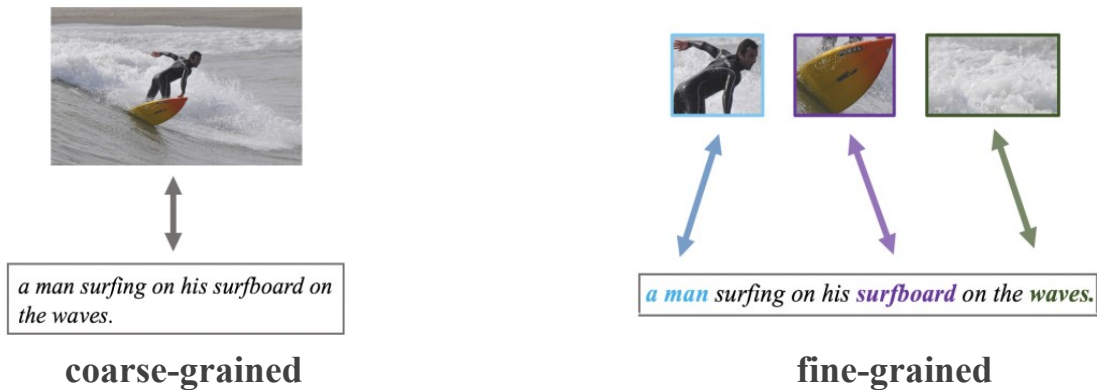 a man surfing on his surfboard on
the waves.
coarse-grained
a man surfing on his surfboard on the waves.
fine-grained